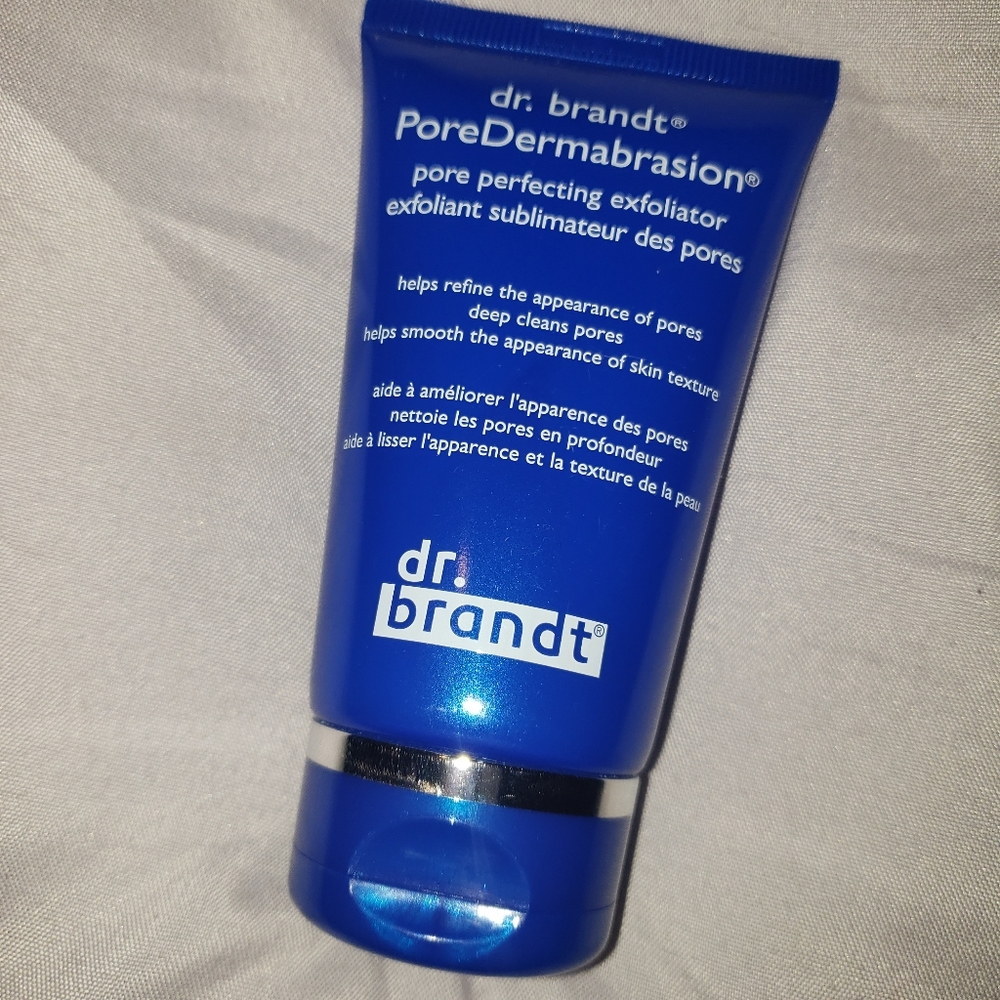 dr. brandt®
PoreDermabrasion®
pore perfecting exfoliator
exfoliant sublimateur des pores
helps refine the appearance of pores
deep cleans pores
helps smooth the appearance of skin texture
aide à améliorer l'apparence des pores
nettoie les pores en profondeur
aide à lisser l'apparence et la texture de la peau
dr.
brandt®